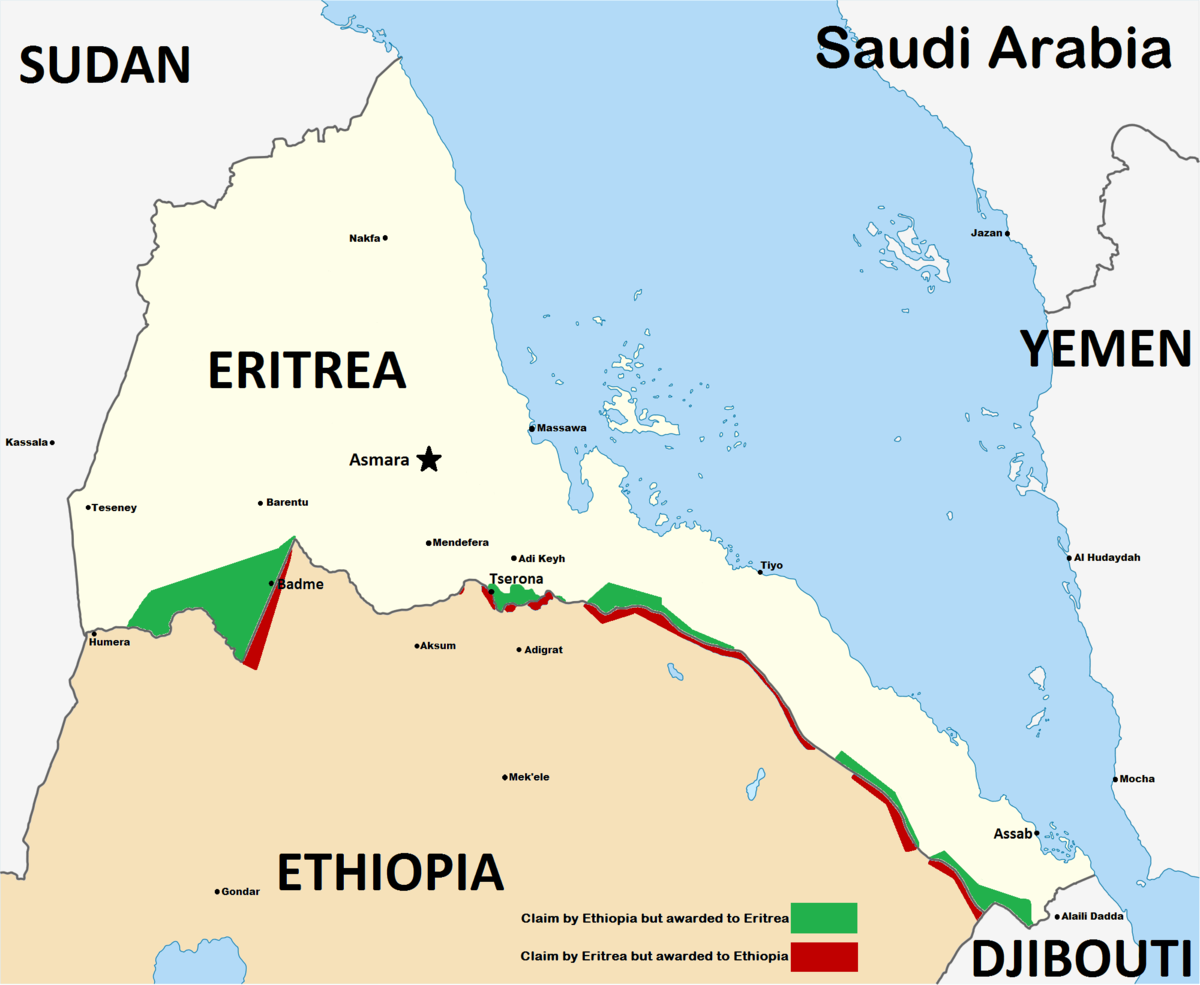 SUDAN
Saudi Arabia
Nakfa
Jazan
ERITREA
YEMEN
Kassala
Massawa
Asmara
Teseney
Barentu
Mendefera
Adi Keyh
Al Hudaydah
Tiyo
Badme
Tserona
Humera
Aksum
Adigrat
Mek'ele
Mocha
Assab
ETHIOPIA
Gondar
Claim by Ethiopia but awarded to Eritrea
Alaili Dadda
Claim by Eritrea but awarded to Ethiopia
DJIBOUTI